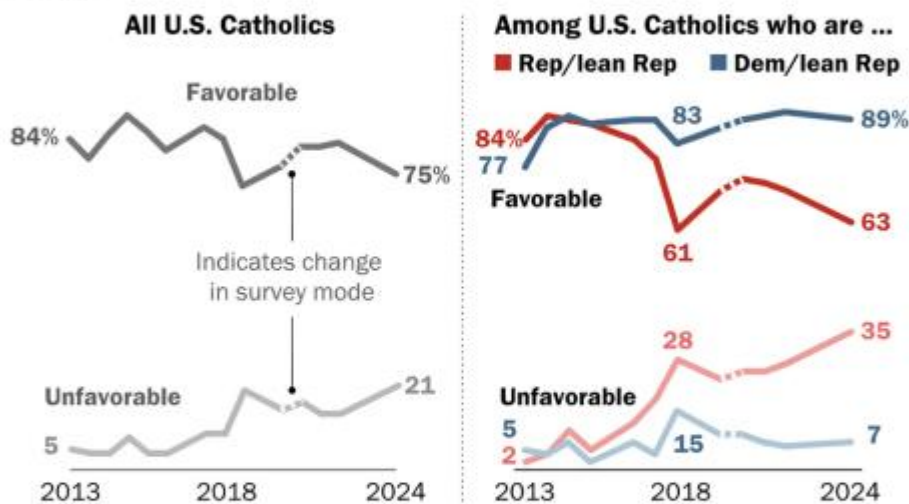 All U.S. Catholics
Favorable
84%
75%
Indicates change
in survey mode
Unfavorable
5
21
2013 2018 2024
Among U.S. Catholics who are ...
Rep/lean Rep Dem/lean Rep
84%
77
83
89%
Favorable
61
63
28
35
Unfavorable
5
2
15
7
2013 2018 2024